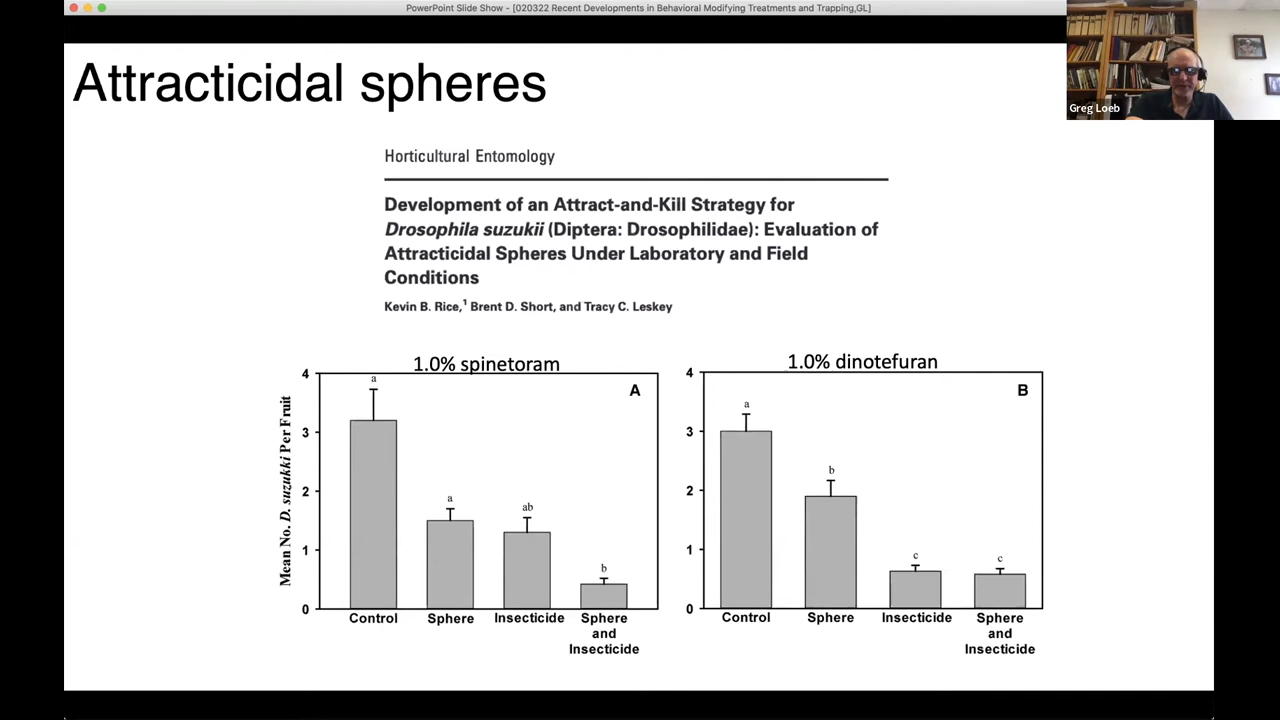 PowerPoint Slide Show - [020322 Recent Developments in Behavioral Modifying Treatments and Trapping,GL]
Greg Loeb
Attracticidal spheres
Horticultural Entomology
Development of an Attract-and-Kill Strategy for
Drosophila suzukii (Diptera: Drosophilidae): Evaluation of
Attracticidal Spheres Under Laboratory and Field
Conditions
Kevin B. Rice,1 Brent D. Short, and Tracy C. Leskey
1.0% spinetoram
A
Mean No. D. suzukki Per Fruit
4
3
2
1
0
a
a
ab
b
Control
Sphere
Insecticide
Sphere
and
Insecticide
1.0% dinotefuran
B
4
3
2
1
0
a
b
c
c
Control
Sphere
Insecticide
Sphere
and
Insecticide